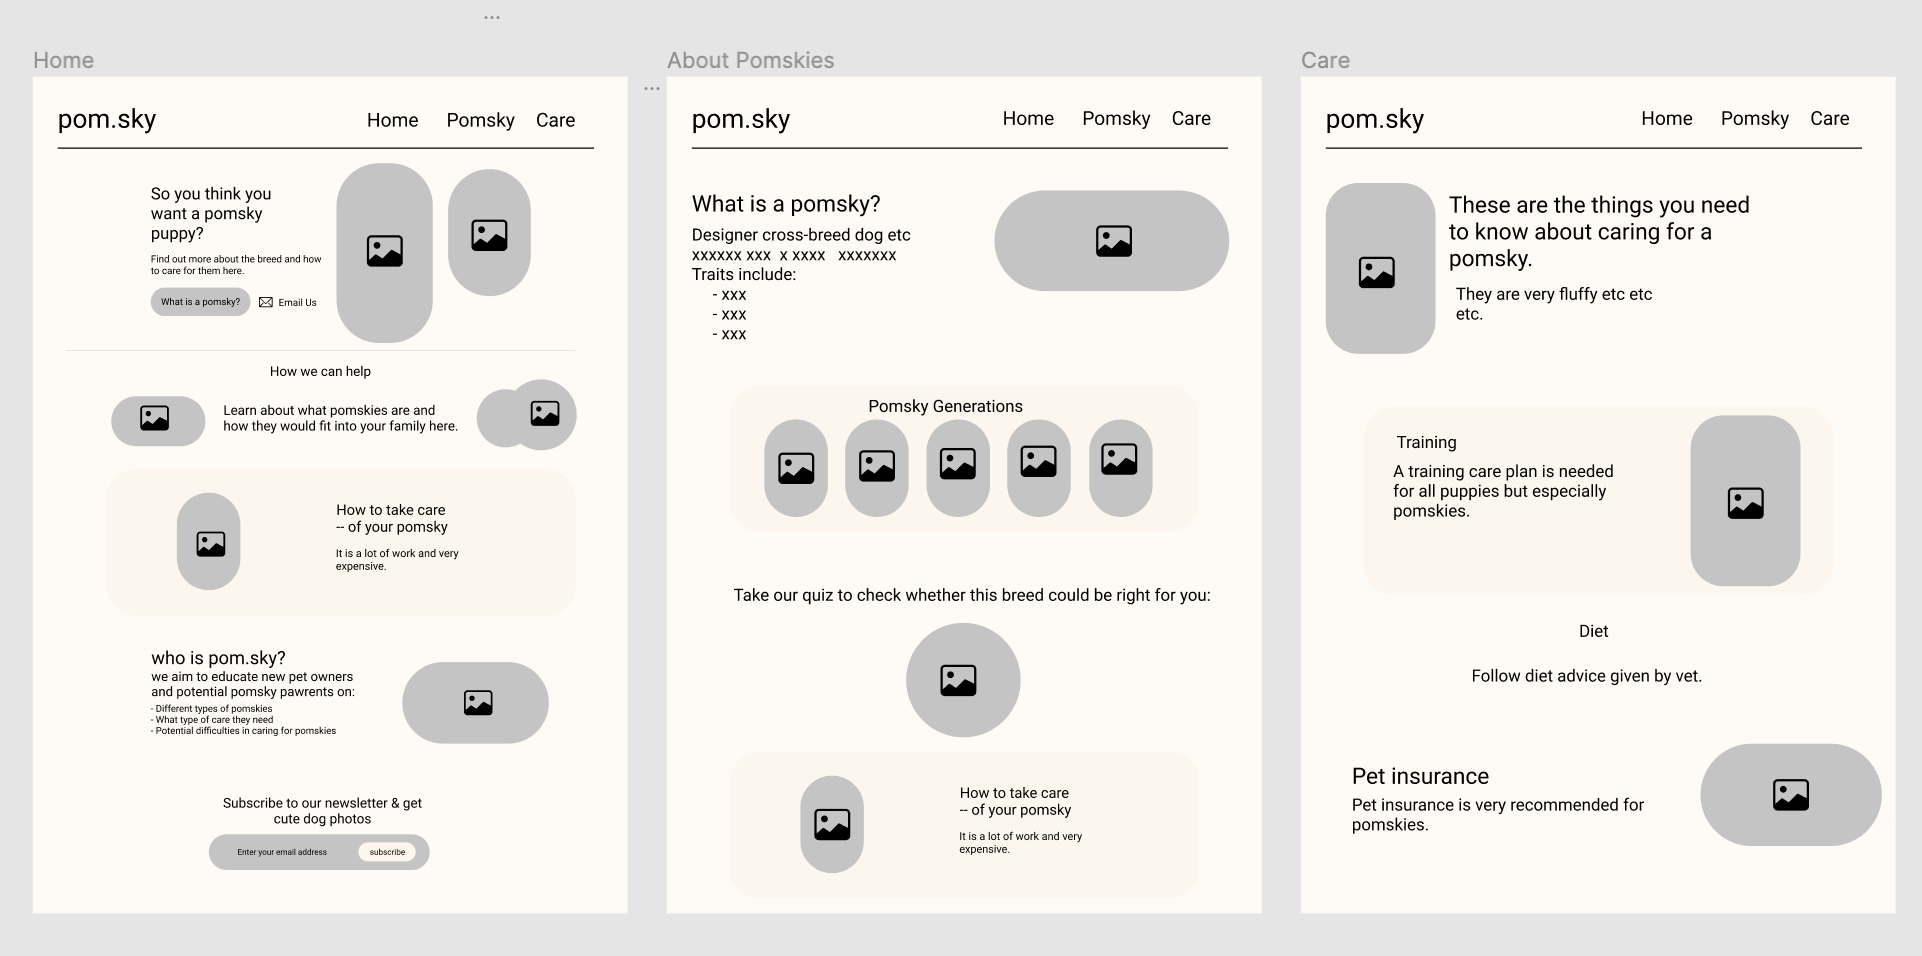 Home
pom.sky
Home Pomsky Care
So you think you
want a pomsky
puppy?
Find out more about the breed and how
to care for them here.
What is a pomsky?
Email Us
How we can help
Learn about what pomskies are and
how they would fit into your family here.
How to take care
-- of your pomsky
It is a lot of work and very
expensive.
who is pom.sky?
we aim to educate new pet owners
and potential pomsky pawrents on:
- Different types of pomskies
- What type of care they need
- Potential difficulties in caring for pomskies
Subscribe to our newsletter & get
cute dog photos
Enter your email address
subscribe
...
...
About Pomskies
pom.sky
Home Pomsky Care
What is a pomsky?
Designer cross-breed dog etc
xxxxxx xxx x xxxx xxxxxxx
Traits include:
- xxx
- xxx
- xxx
Pomsky Generations
Take our quiz to check whether this breed could be right for you:
How to take care
-- of your pomsky
It is a lot of work and very
expensive.
Care
pom.sky
Home Pomsky Care
These are the things you need
to know about caring for a
pomsky.
They are very fluffy etc etc
etc.
Training
A training care plan is needed
for all puppies but especially
pomskies.
Diet
Follow diet advice given by vet.
Pet insurance
Pet insurance is very recommended for
pomskies.